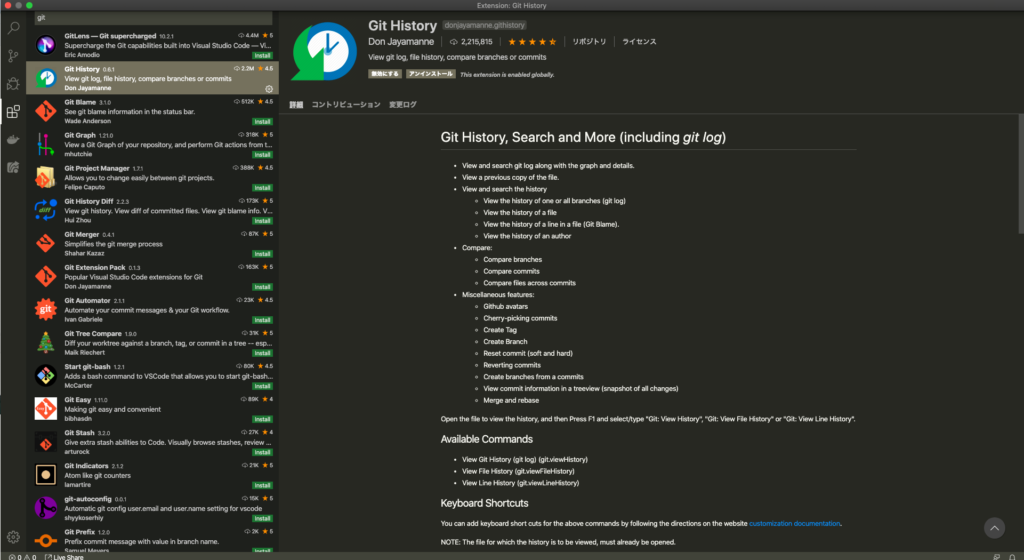 Extension: Git History
git
GitLens — Git supercharged 10.2.1 4.4M 5
Supercharge the Git capabilities built into Visual Studio Code — Vi...
Eric Amodio Install
Git History 0.6.1 2.2M 4.5
View git log, file history, compare branches or commits
Don Jayamanne
Git Blame 3.1.0 512K 4.5
See git blame information in the status bar.
Wade Anderson Install
Git Graph 1.21.0 318K 5
View a Git Graph of your repository, and perform Git actions from t...
mhutchie Install
Git Project Manager 1.7.1 388K 4.5
Allows you to change easily between git projects.
Felipe Caputo Install
Git History Diff 2.2.3 173K 5
View git history. View diff of committed files. View git blame info. V...
Hui Zhou Install
Git Merger 0.4.1 87K 5
Simplifies the git merge process
Shahar Kazaz Install
Git Extension Pack 0.1.3 163K 5
Popular Visual Studio Code extensions for Git
Don Jayamanne Install
Git Automator 2.1.1 23K 4.5
Automate your commit messages & your Git workflow.
Ivan Gabriele Install
Git Tree Compare 1.9.0 31K 5
Diff your worktree against a branch, tag, or commit in a tree -- esp...
Maik Riechert Install
Start git-bash 1.2.1 80K 4.5
Adds a bash command to VSCode that allows you to start git-bash...
McCarter Install
Git Easy 1.11.0 89K 4
Making git easy and convenient
bibhasdn Install
Git Stash 3.2.0 27K 4
Give extra stash abilities to Code. Visually browse stashes, review ...
arturock Install
Git Indicators 2.1.2 21K 5
Atom like git counters
lamartire Install
git-autoconfig 0.0.1 15K 5
Automatic git config user.email and user.name setting for vscode
shyykoserhiy Install
Git Prefix 1.2.0 2K 5
Prefix commit message with value in branch name.
Samuel Meyers Install
0 0 Live Share
Git History donjayamanne.githistory
Don Jayamanne 2,215,815 リポジトリ ライセンス
View git log, file history, compare branches or commits
無効にする アンインストール This extension is enabled globally.
詳細 コントリビューション 変更ログ
Git History, Search and More (including git log)
View and search git log along with the graph and details.
View a previous copy of the file.
View and search the history
View the history of one or all branches (git log)
View the history of a file
View the history of a line in a file (Git Blame).
View the history of an author
Compare:
Compare branches
Compare commits
Compare files across commits
Miscellaneous features:
Github avatars
Cherry-picking commits
Create Tag
Create Branch
Reset commit (soft and hard)
Reverting commits
Create branches from a commits
View commit information in a treeview (snapshot of all changes)
Merge and rebase
Open the file to view the history, and then Press F1 and select/type "Git: View History", "Git: View File History" or "Git: View Line History".
Available Commands
View Git History (git log) (git.viewHistory)
View File History (git.viewFileHistory)
View Line History (git.viewLineHistory)
Keyboard Shortcuts
You can add keyboard short cuts for the above commands by following the directions on the website customization documentation.
NOTE: The file for which the history is to be viewed, must already be opened.